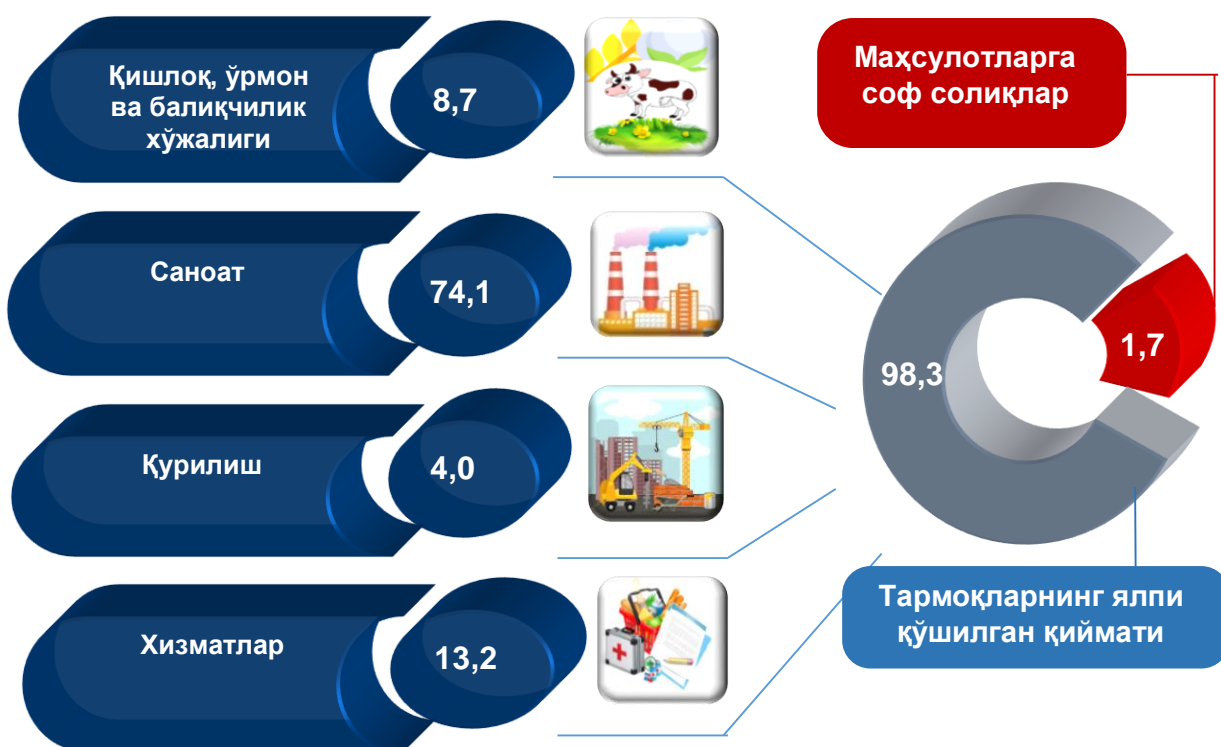 Қишлоқ, ўрмон
ва балиқчилик
хўжалиги
8,7
Саноат
74,1
Қурилиш
4,0
Хизматлар
13,2
Маҳсулотларга
соф солиқлар
1,7
98,3
Тармоқларнинг ялпи
қўшилган қиймати